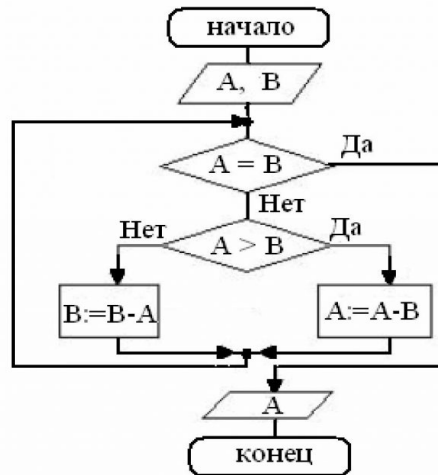 начало
A, B
Да
A = B
Нет
Нет
Да
A > B
B:=B-A
A:=A-B
A
конец